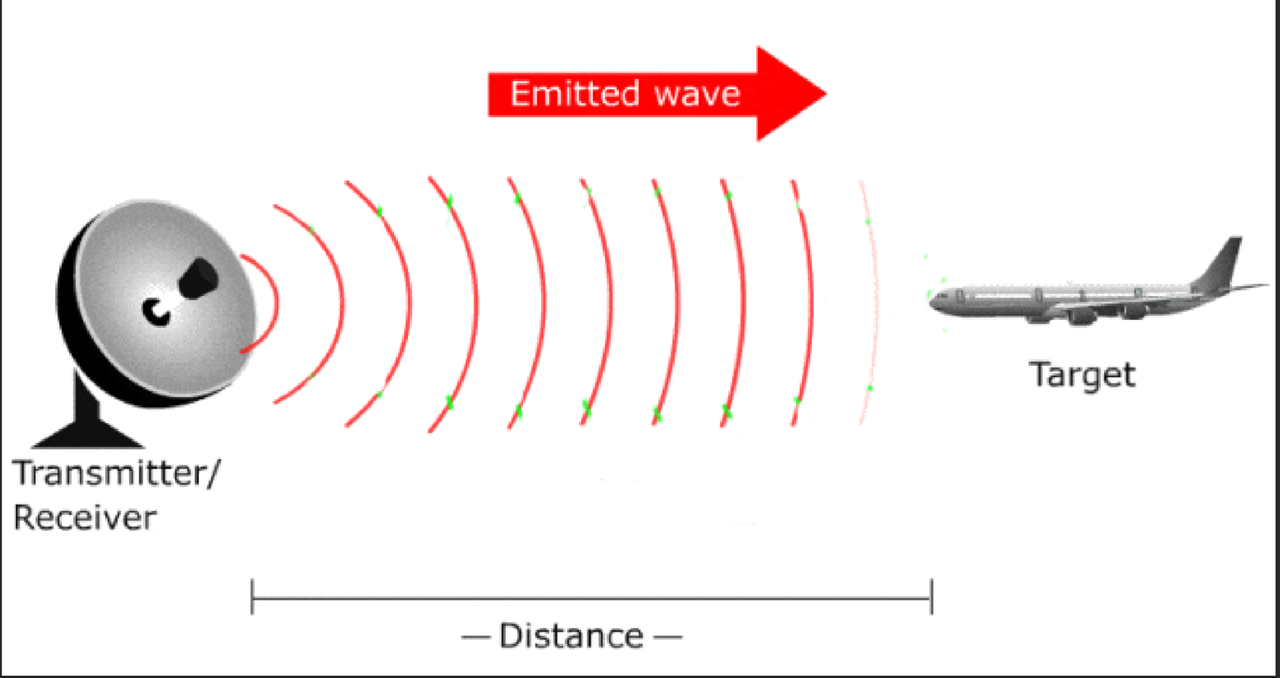 Emitted wave
Target
Transmitter/
Receiver
— Distance —